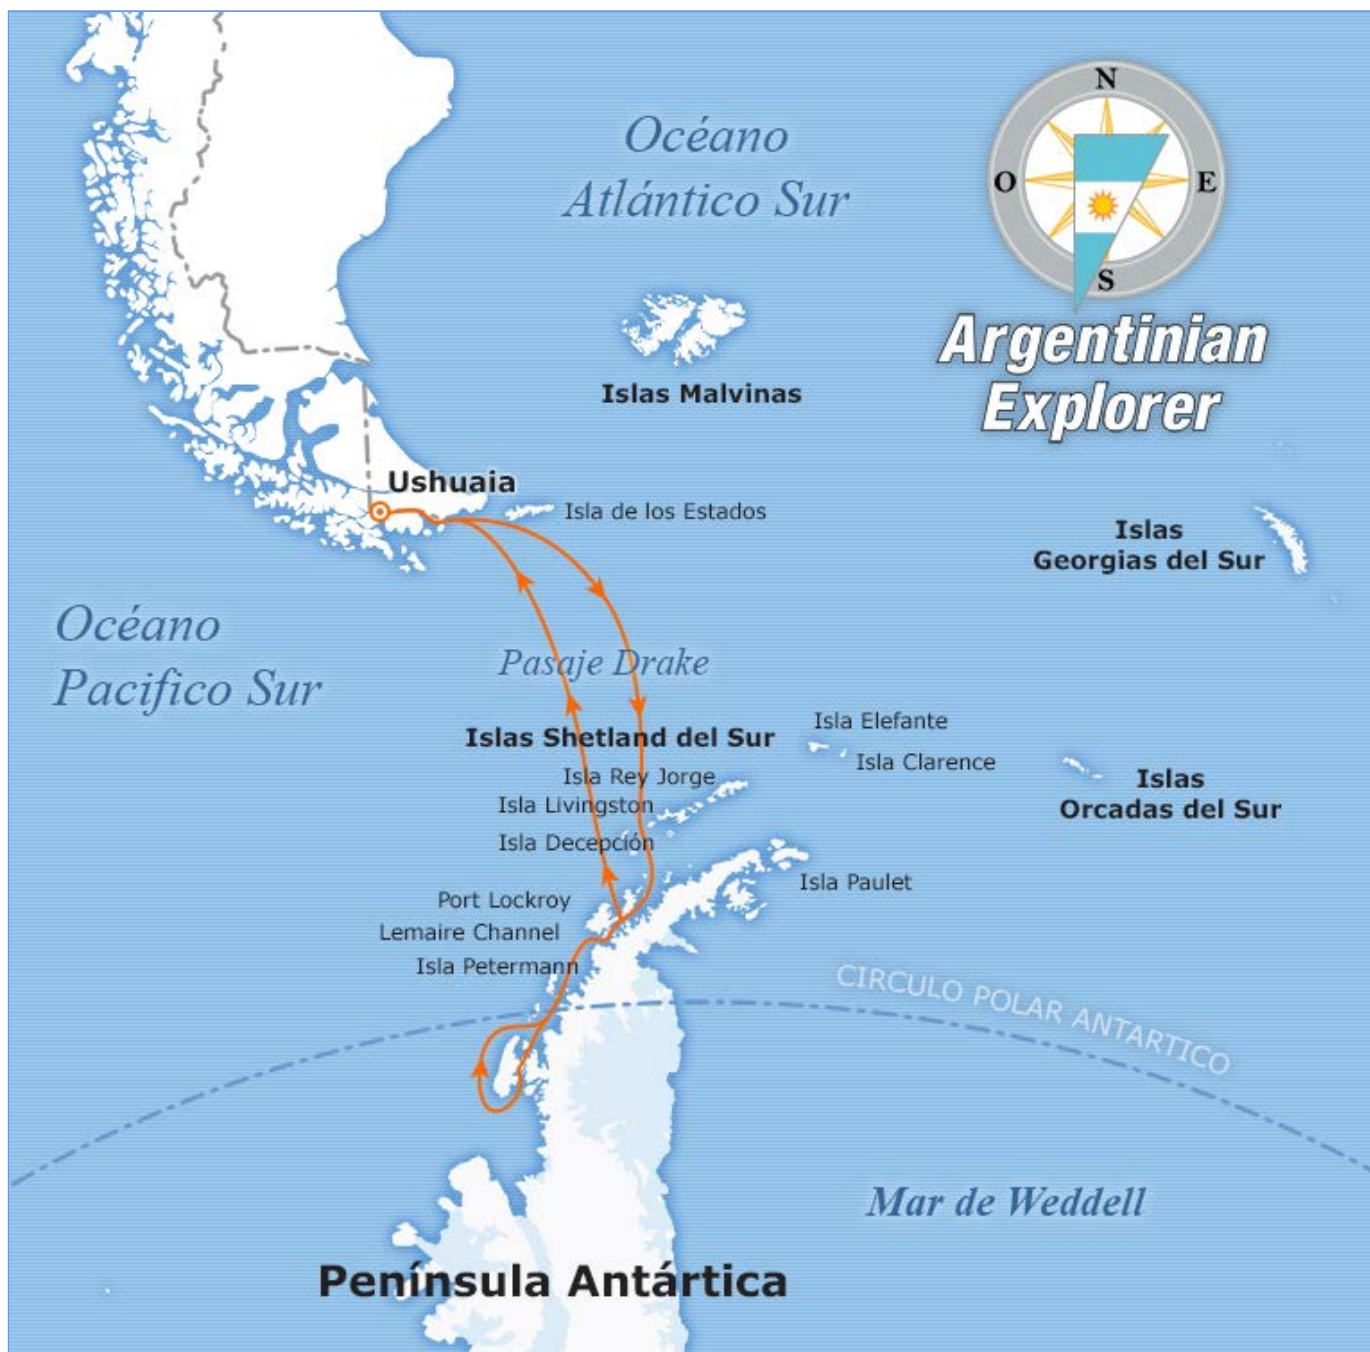 N
Océano
Atlántico Sur
O
E
S
Argentinian
Explorer
Islas Malvinas
Ushuaia
Isla de los Estados
Islas
Georgias del Sur
Océano
Pacifico Sur
Pasaje Drake
Isla Elefante
Islas Shetland del Sur
Isla Clarence
Isla Rey Jorge
Islas
Orcadas del Sur
Isla Livingston
Isla Decepción
Isla Paulet
Port Lockroy
Lemaire Channel
Isla Petermann
CIRCULO POLAR ANTARTICO
Mar de Weddell
Península Antártica